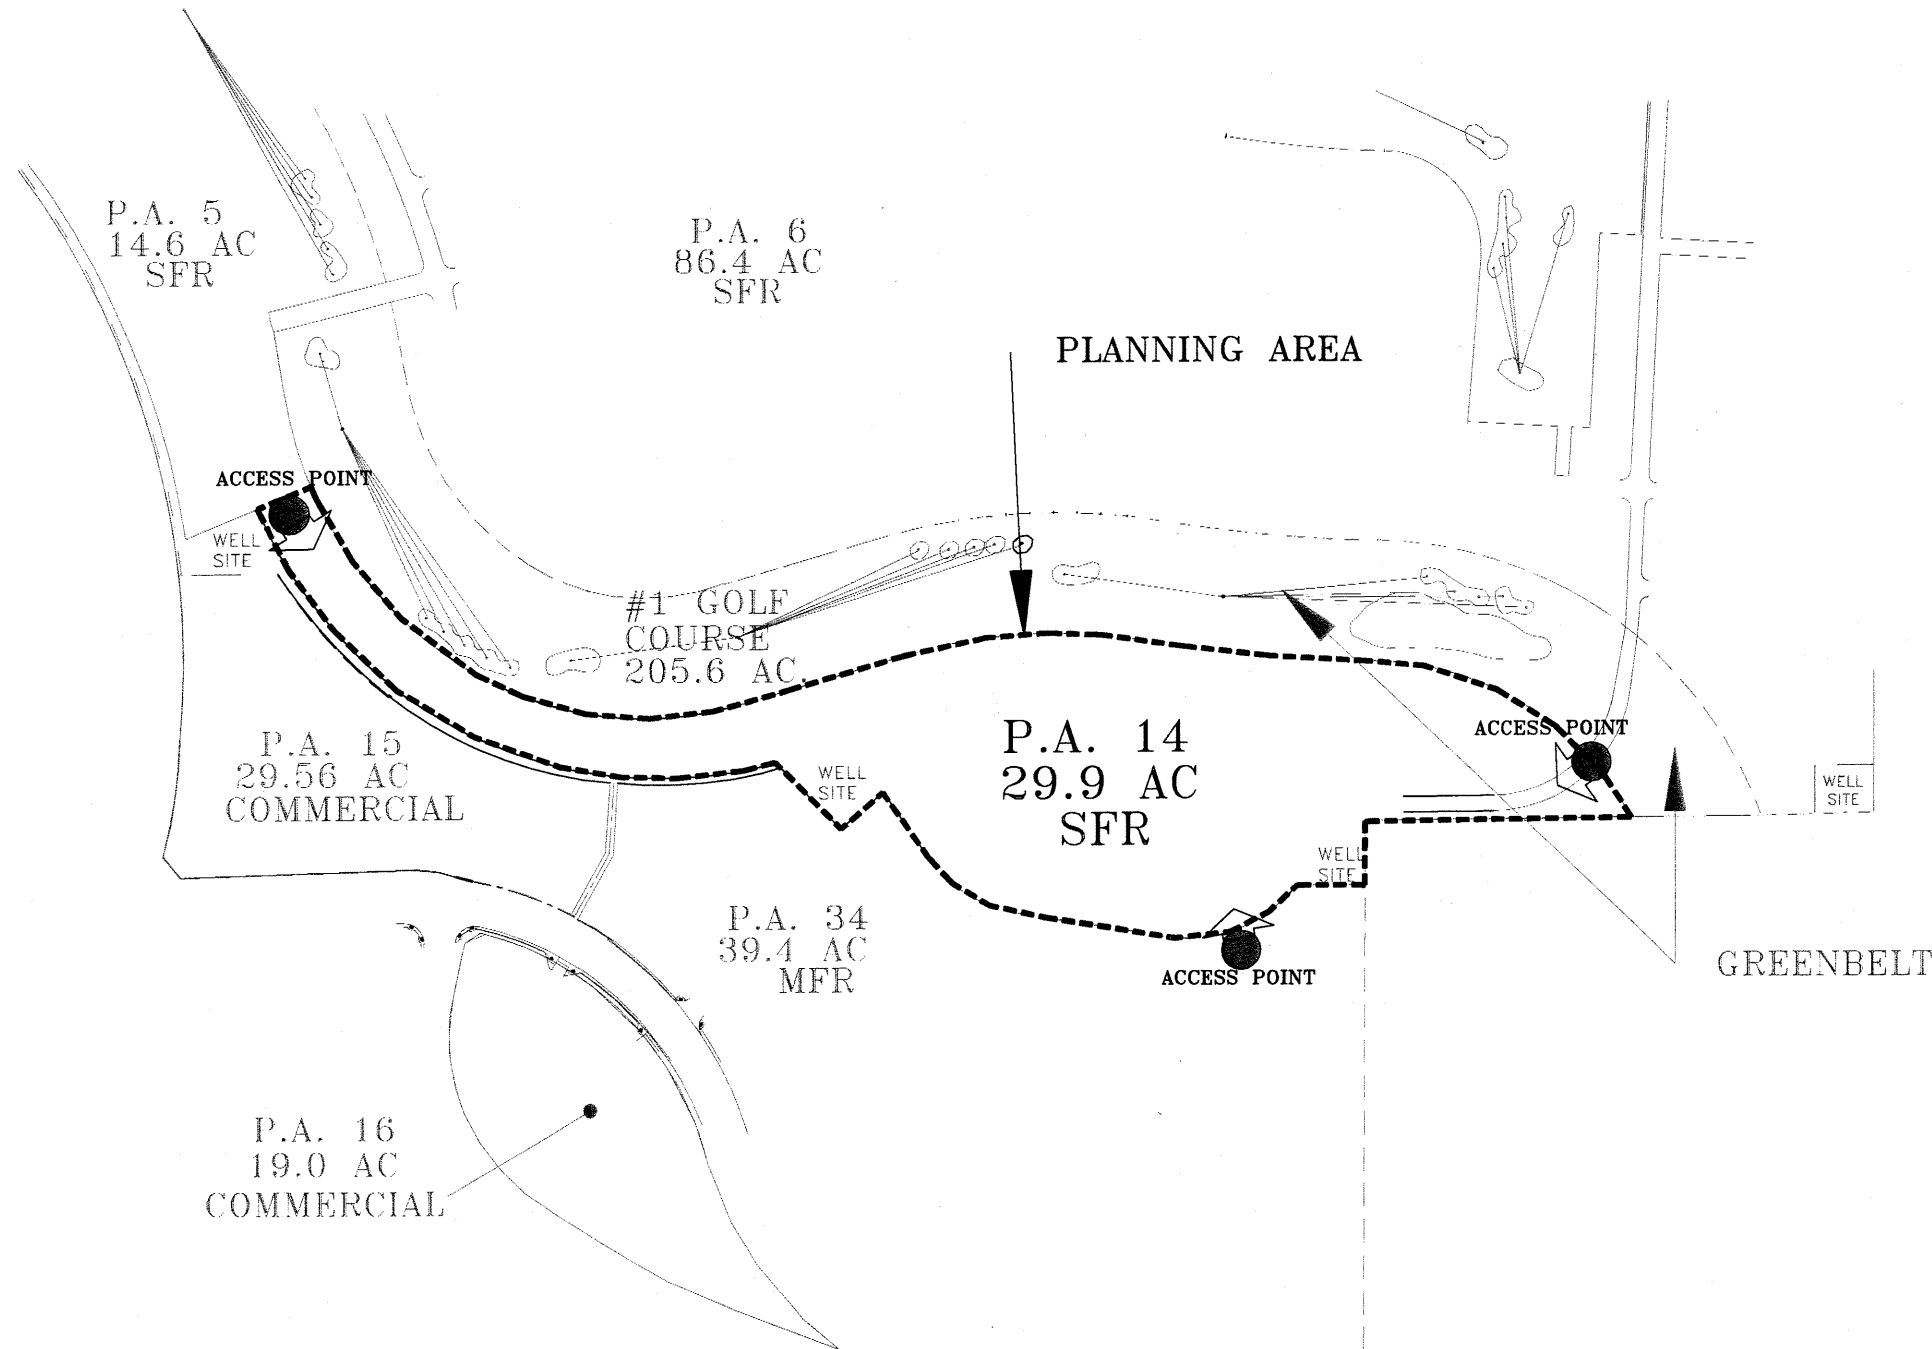 P.A. 5
14.6 AC
SFR
P.A. 6
86.4 AC
SFR
PLANNING AREA
ACCESS POINT
WELL
SITE
#1 GOLF
COURSE
205.6 AC.
P.A. 14
29.9 AC
SFR
ACCESS POINT
P.A. 15
29.56 AC
COMMERCIAL
WELL
SITE
WELL
SITE
WELL
SITE
P.A. 34
39.4 AC
MFR
ACCESS POINT
GREENBELT
P.A. 16
19.0 AC
COMMERCIAL